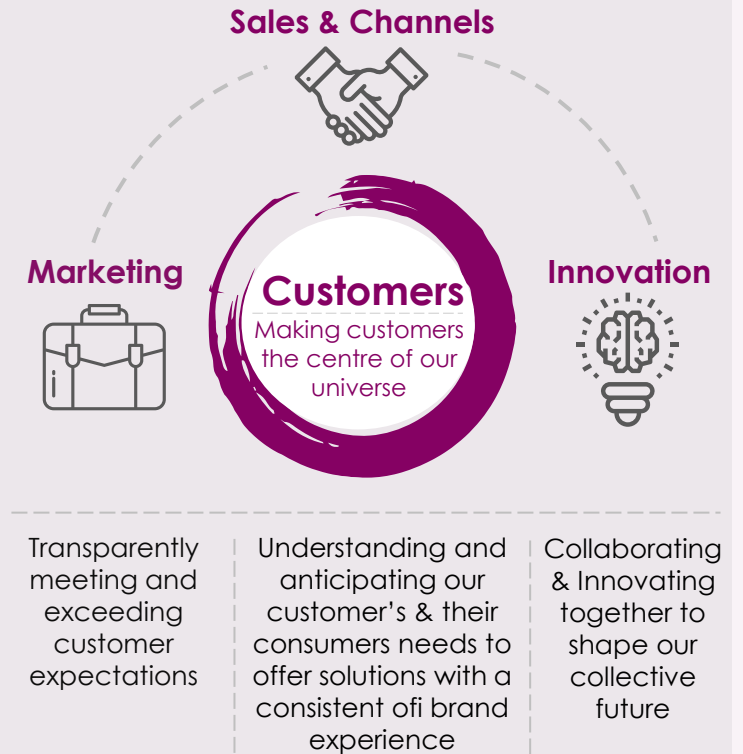 Sales & Channels
Marketing
Innovation
Customers
Making customers
the centre of our
universe
Transparently
meeting and
exceeding
customer
expectations
Understanding and
anticipating our
customer’s & their
consumers needs to
offer solutions with a
consistent ofi brand
experience
Collaborating
& Innovating
together to
shape our
collective
future